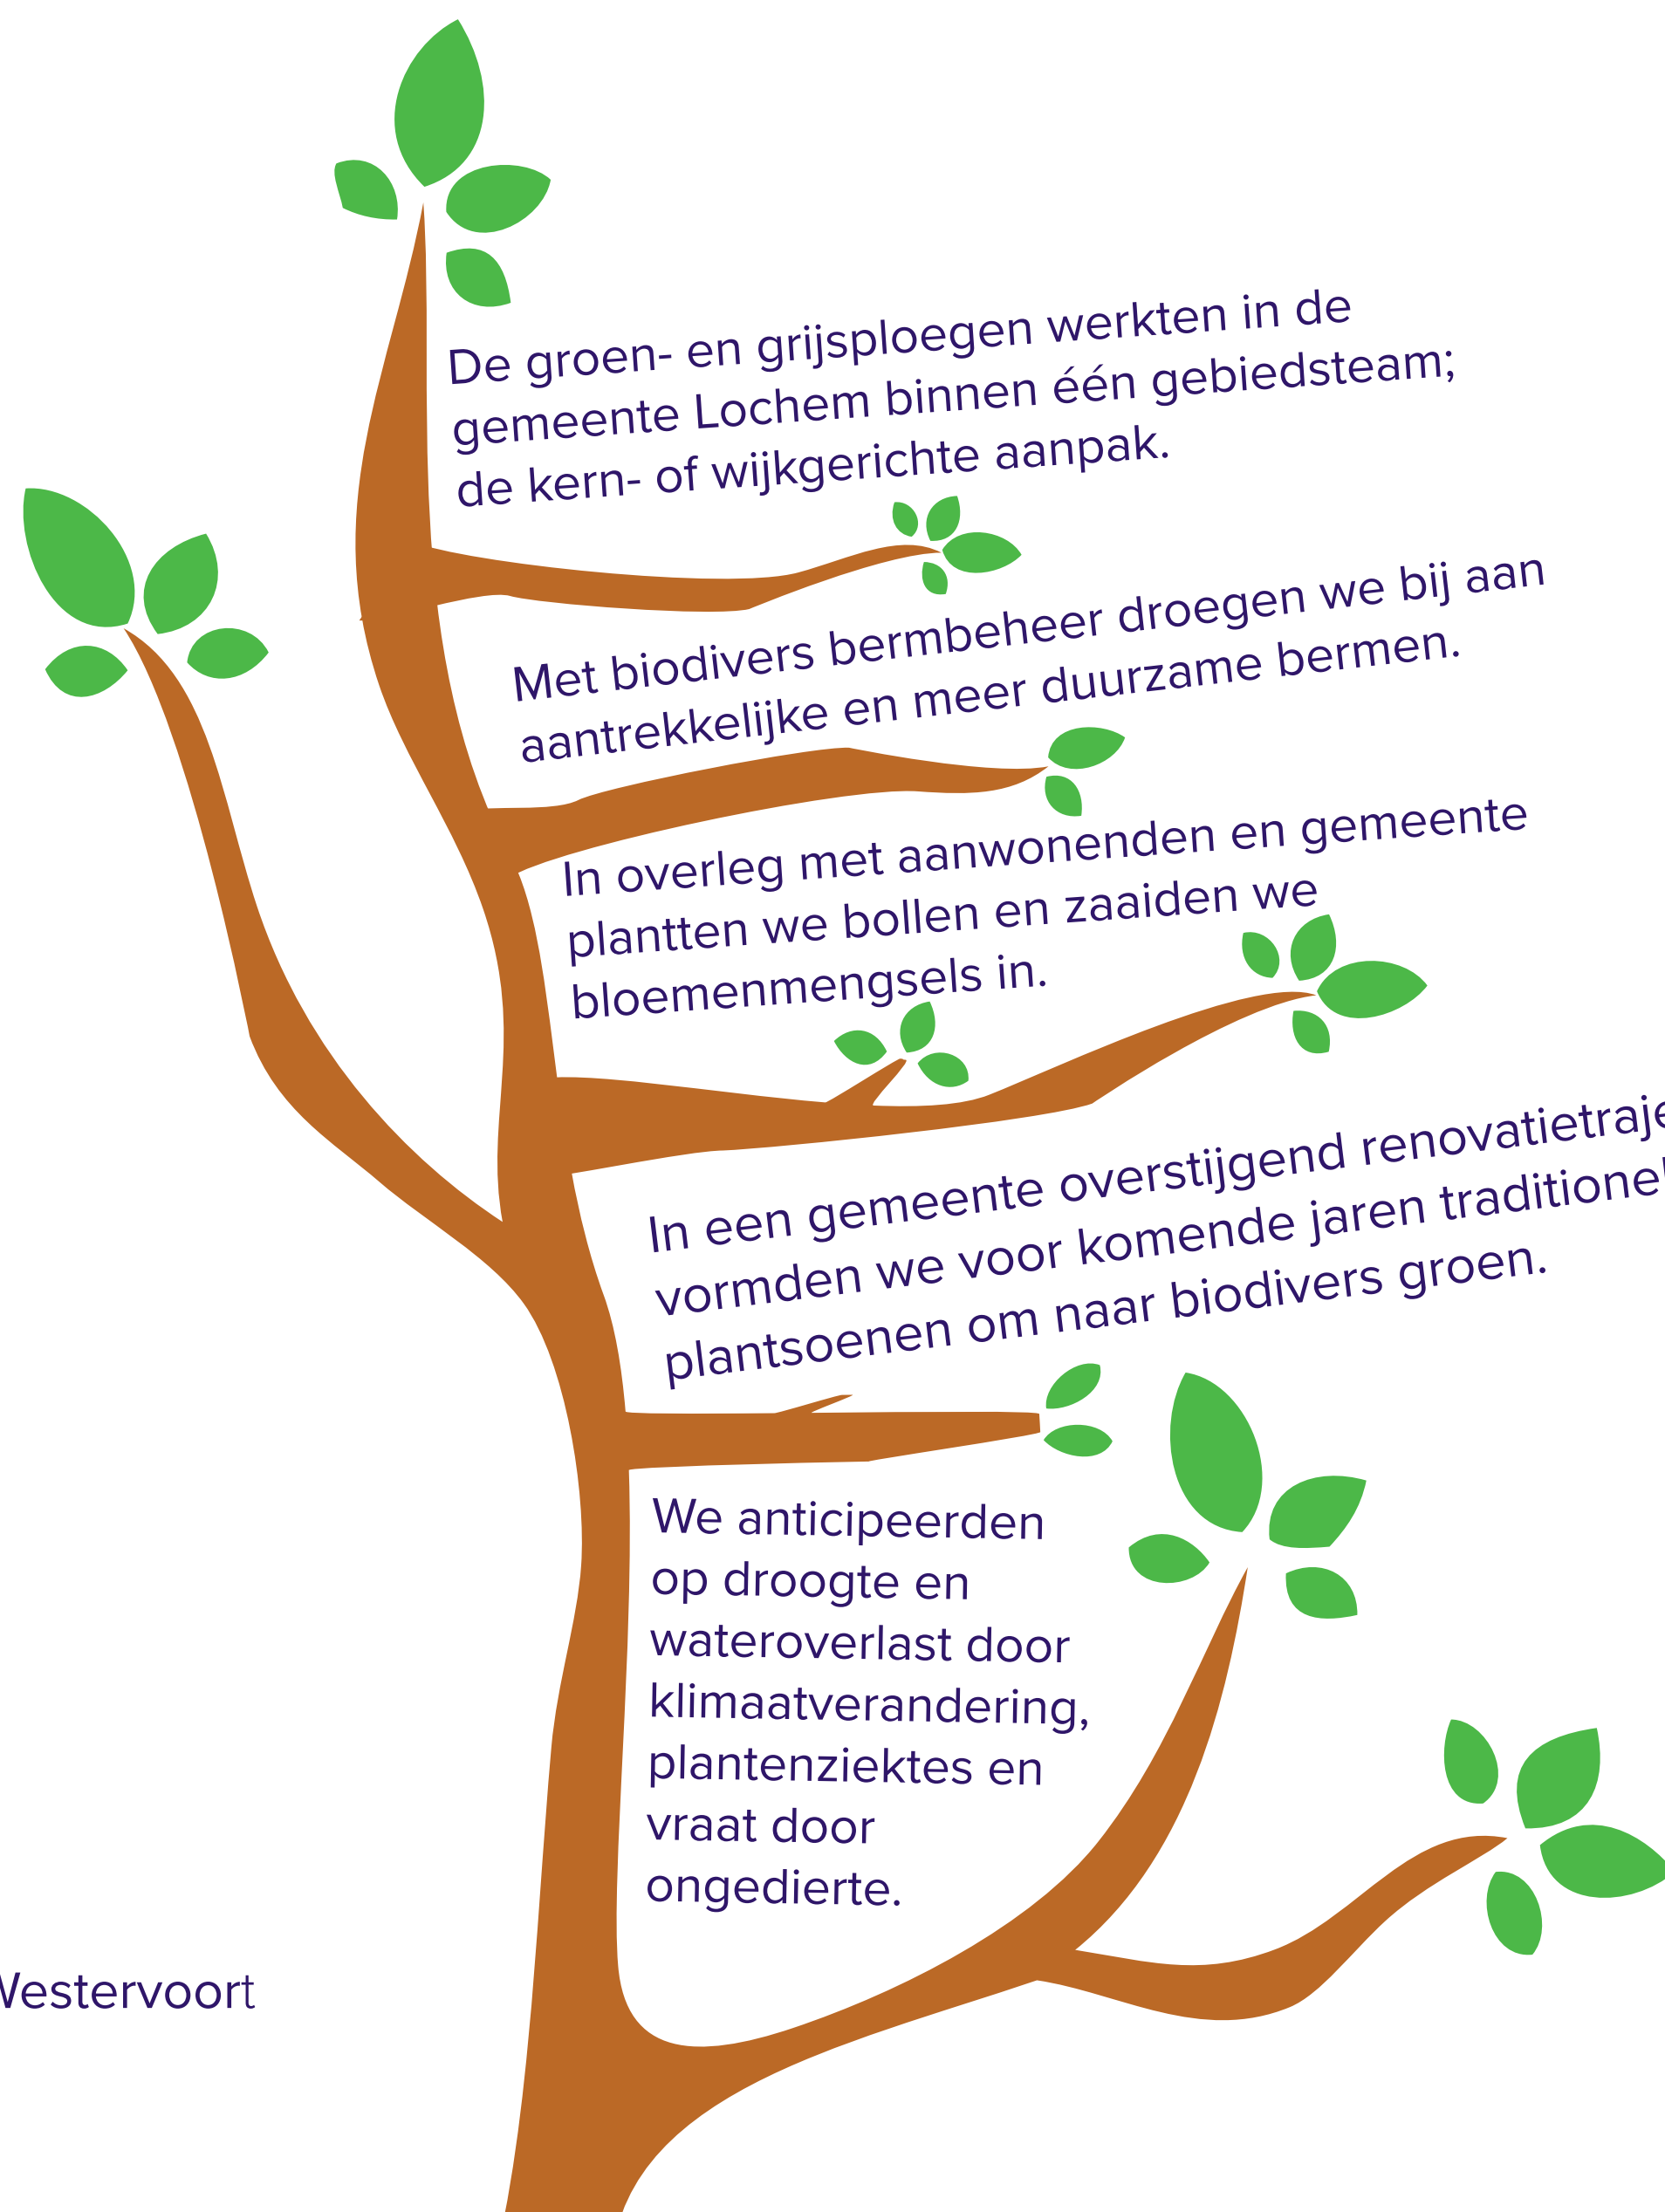 De groen- en grijsploegen werkten in de
gemeente Lochem binnen één gebiedsteam;
de kern- of wijkgerichte aanpak.
Met biodivers bermbeheer droegen we bij aan
aantrekkelijke en meer duurzame bermen.
In overleg met aanwonenden en gemeente
plantten we bollen en zaaiden we
bloemenmengsels in.
In een gemeente overstijgend
vormden we voor komende jaren
plantsoenen om naar biodivers groen.
We anticipeerden
op droogte en
wateroverlast door
klimaatverandering,
plantenziektes en
vraat door
ongedierte.
Westervoort